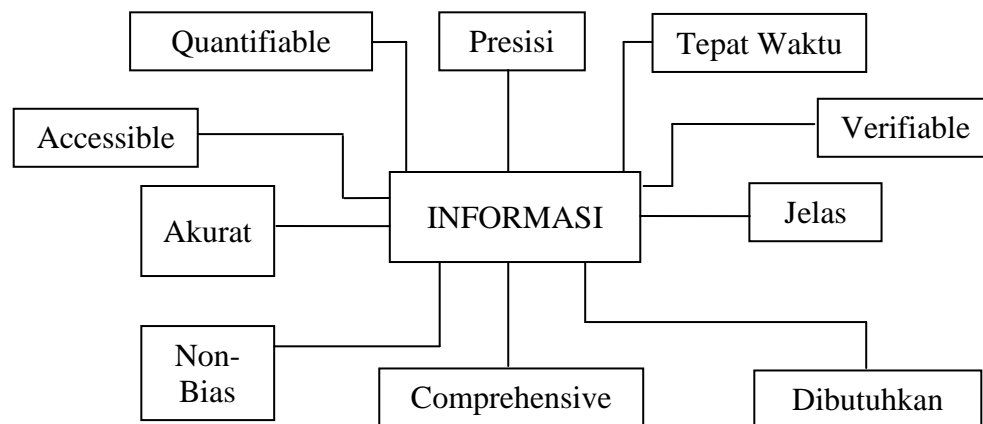 Quantifiable
Presisi
Tepat Waktu
Accessible
Verifiable
Akurat
INFORMASI
Jelas
Non-
Bias
Comprehensive
Dibutuhkan